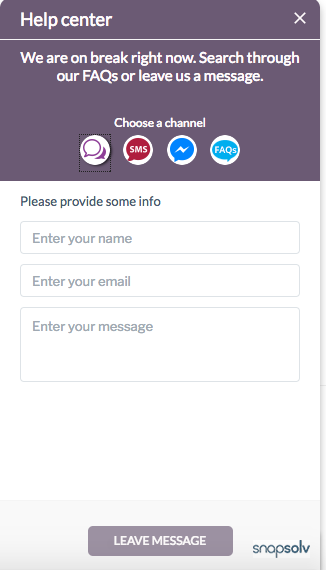 Help center
We are on break right now. Search through
our FAQs or leave us a message.
Choose a channel
SMS
FAQs
Please provide some info
Enter your name
Enter your email
Enter your message
LEAVE MESSAGE
snapsolv